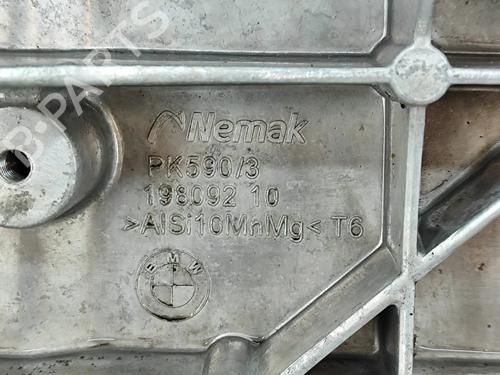 Nemak
PK590/3
198092 10
>AlSi10MnMg< T6
BMW
B-PARTS